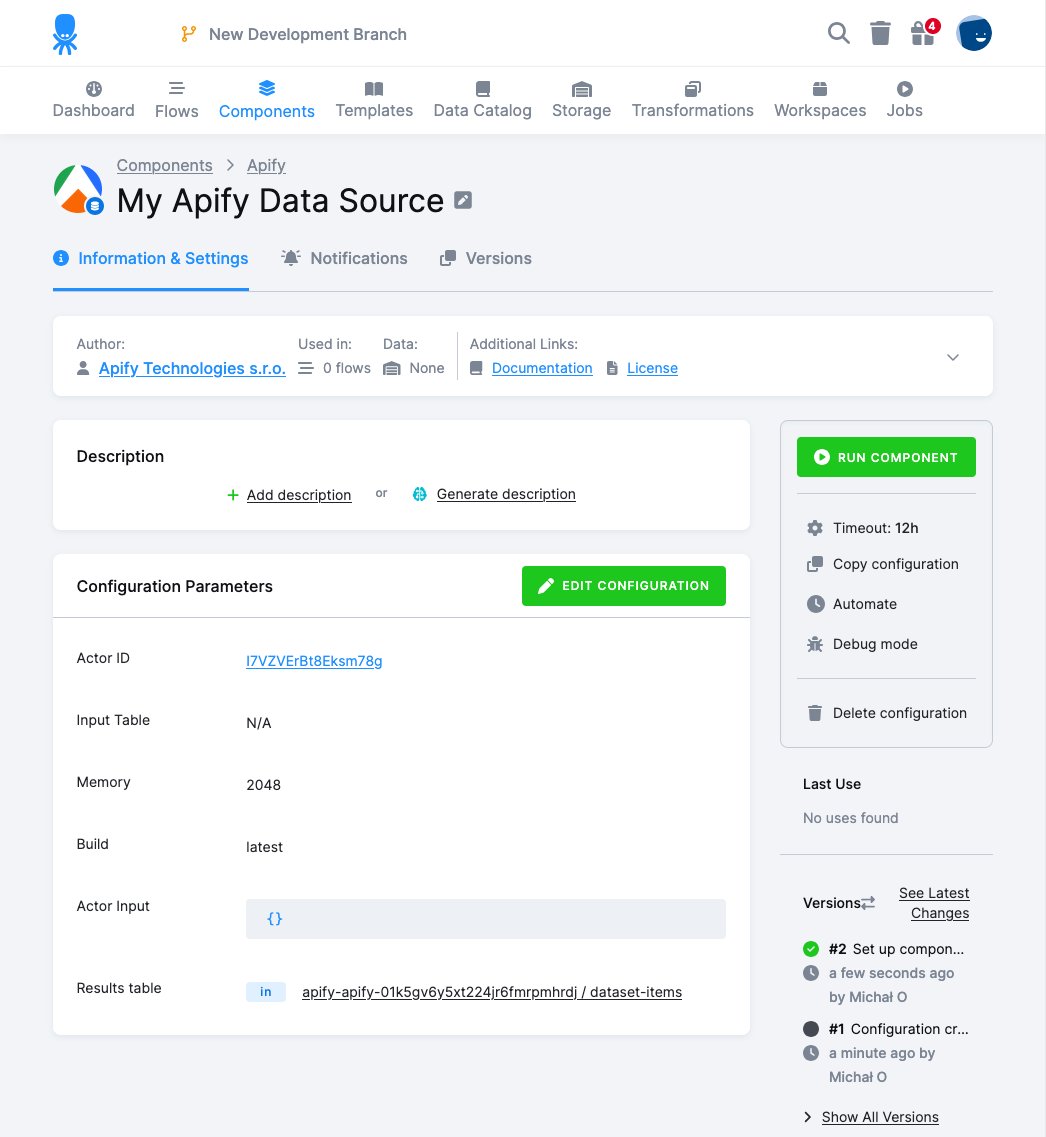 New Development Branch
4
Dashboard Flows Components Templates Data Catalog Storage Transformations Workspaces Jobs
Components > Apify
My Apify Data Source
Information & Settings Notifications Versions
Author: Used in: Data: Additional Links:
Apify Technologies s.r.o. 0 flows None Documentation License
Description
+ Add description or Generate description
RUN COMPONENT
Timeout: 12h
Copy configuration
Automate
Debug mode
Delete configuration
Configuration Parameters EDIT CONFIGURATION
Actor ID I7VZVErBt8Eksm78g
Input Table N/A
Memory 2048
Build latest
Actor Input {}
Results table in apify-apify-01k5gv6y5xt224jr6fmrpmhrdj / dataset-items
Last Use
No uses found
Versions See Latest
Changes
#2 Set up compon...
a few seconds ago
by Michał O
#1 Configuration cr...
a minute ago by
Michał O
Show All Versions